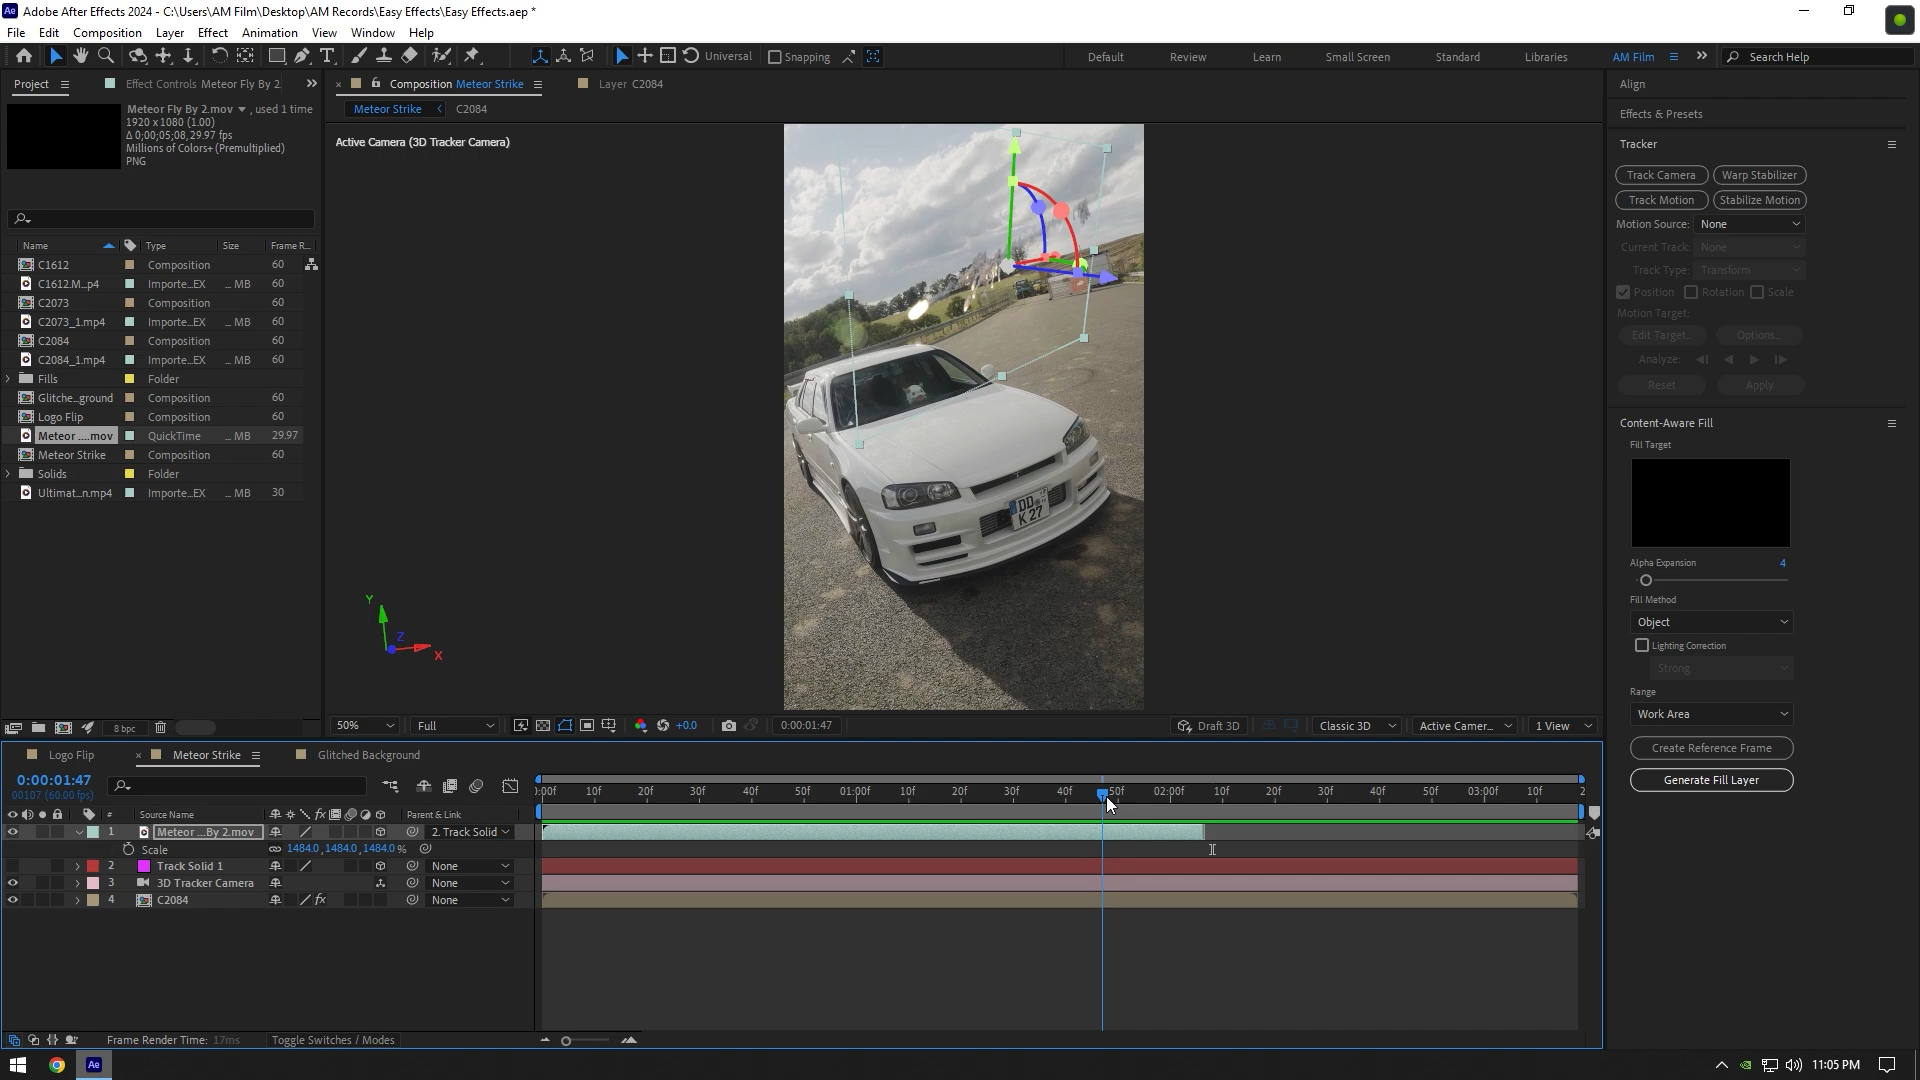 Adobe After Effects 2024 - C:\Users\AM Film\Desktop\AM Records\Easy Effects\Easy Effects.aep *
File Edit Composition Layer Effect Animation View Window Help
Universal Snapping Default Review Learn Small Screen Standard Libraries AM Film Search Help
Project Effect Controls Meteor Fly By 2.
Composition Meteor Strike Layer C2084
Meteor Strike C2084
Active Camera (3D Tracker Camera)
Meteor Fly By 2.mov , used 1 time
1920 x 1080 (1.00)
Δ 0;00;05;08, 29.97 fps
Millions of Colors+ (Premultiplied)
PNG
Name Type Size Frame R...
C1612 Composition 60
C1612.M...p4 Importe...EX ... MB 60
C2073 Composition 60
C2073_1.mp4 Importe...EX ... MB 60
C2084 Composition 60
C2084_1.mp4 Importe...EX ... MB 60
Fills Folder
Glitche...ground Composition 60
Logo Flip Composition 60
Meteor ....mov QuickTime ... MB 29.97
Meteor Strike Composition 60
Solids Folder
Ultimat...n.mp4 Importe...EX ... MB 30
8 bpc
DD K 27
Y
Z
X
50% Full +0.0 0:00:01:47 Draft 3D Classic 3D Active Camer... 1 View
Align
Effects & Presets
Tracker
Track Camera Warp Stabilizer
Track Motion Stabilize Motion
Motion Source: None
Current Track: None
Track Type: Transform
Position Rotation Scale
Motion Target:
Edit Target... Options...
Analyze:
Reset Apply
Content-Aware Fill
Fill Target
Alpha Expansion 4
Fill Method
Object
Lighting Correction
Strong
Range
Work Area
Create Reference Frame
Generate Fill Layer
Logo Flip Meteor Strike Glitched Background
0:00:01:47
00107 (60.00 fps)
):00f 10f 20f 30f 40f 50f 01:00f 10f 20f 30f 40f 50f 02:00f 10f 20f 30f 40f 50f 03:00f 10f 2
# Source Name Parent & Link
1 Meteor ...By 2.mov 2. Track Solid
Scale 1484.0, 1484.0, 1484.0 %
2 Track Solid 1 None
3 3D Tracker Camera None
4 C2084 None
Frame Render Time: 17ms Toggle Switches / Modes
Ae 11:05 PM